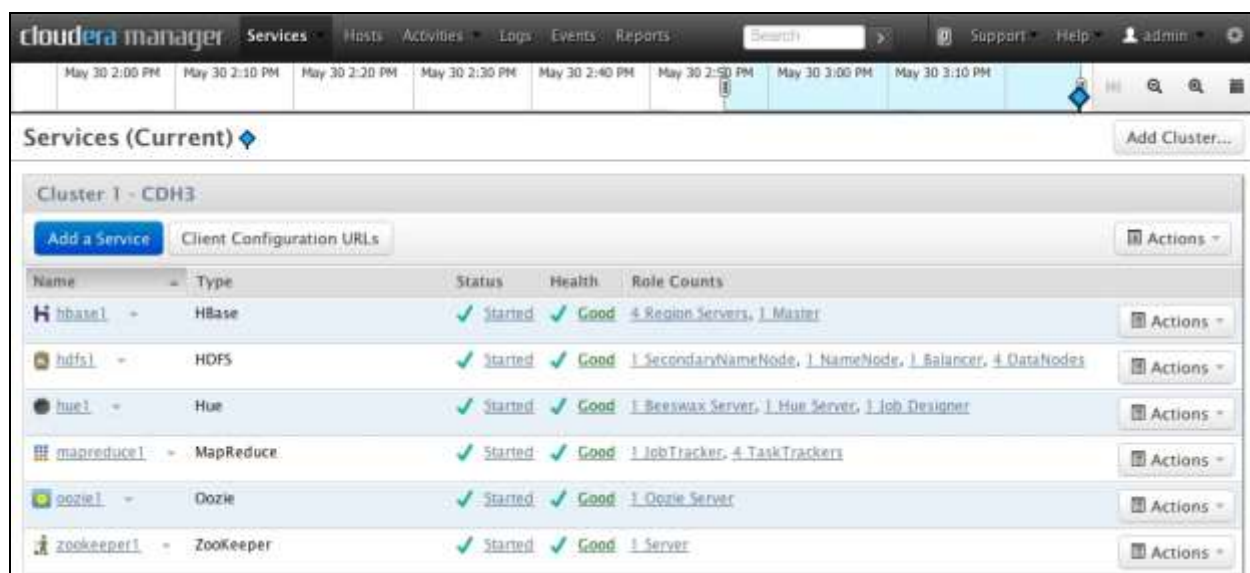 cloudera manager Services Hosts Activities Logs Events Reports Search Support Help admin
May 30 2:00 PM May 30 2:10 PM May 30 2:20 PM May 30 2:30 PM May 30 2:40 PM May 30 2:50 PM May 30 3:00 PM May 30 3:10 PM
Services (Current) Add Cluster...
Cluster 1 - CDH3
Add a Service Client Configuration URLs Actions
Name Type Status Health Role Counts
hbase1 HBase Started Good 4 Region Servers, 1 Master Actions
hdfs1 HDFS Started Good 1 SecondaryNameNode, 1 NameNode, 1 Balancer, 4 DataNodes Actions
hue1 Hue Started Good 1 Beeswax Server, 1 Hue Server, 1 Job Designer Actions
mapreduce1 MapReduce Started Good 1 JobTracker, 4 TaskTrackers Actions
oozie1 Oozie Started Good 1 Oozie Server Actions
zookeeper1 ZooKeeper Started Good 1 Server Actions